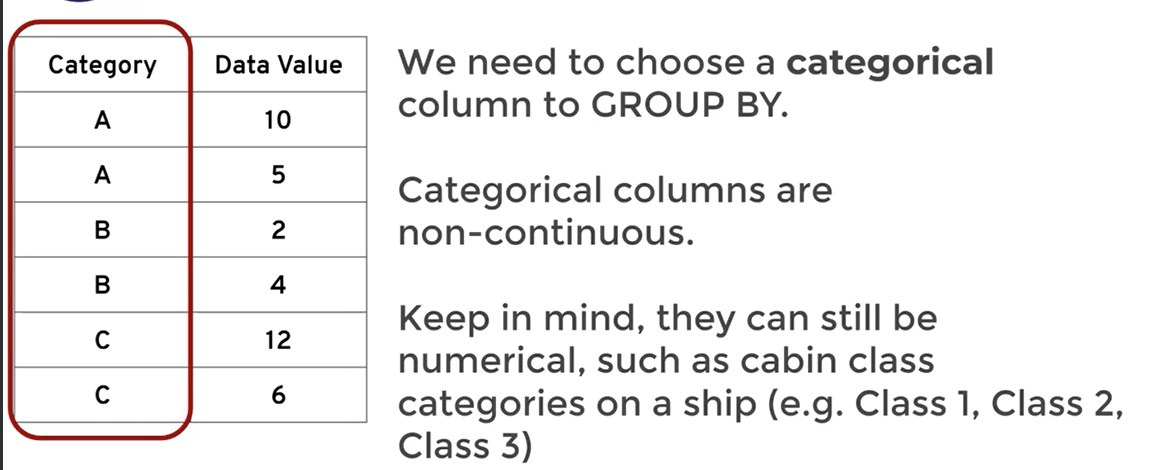 Category Data Value
A 10
A 5
B 2
B 4
C 12
C 6
We need to choose a categorical
column to GROUP BY.
Categorical columns are
non-continuous.
Keep in mind, they can still be
numerical, such as cabin class
categories on a ship (e.g. Class 1, Class 2,
Class 3)